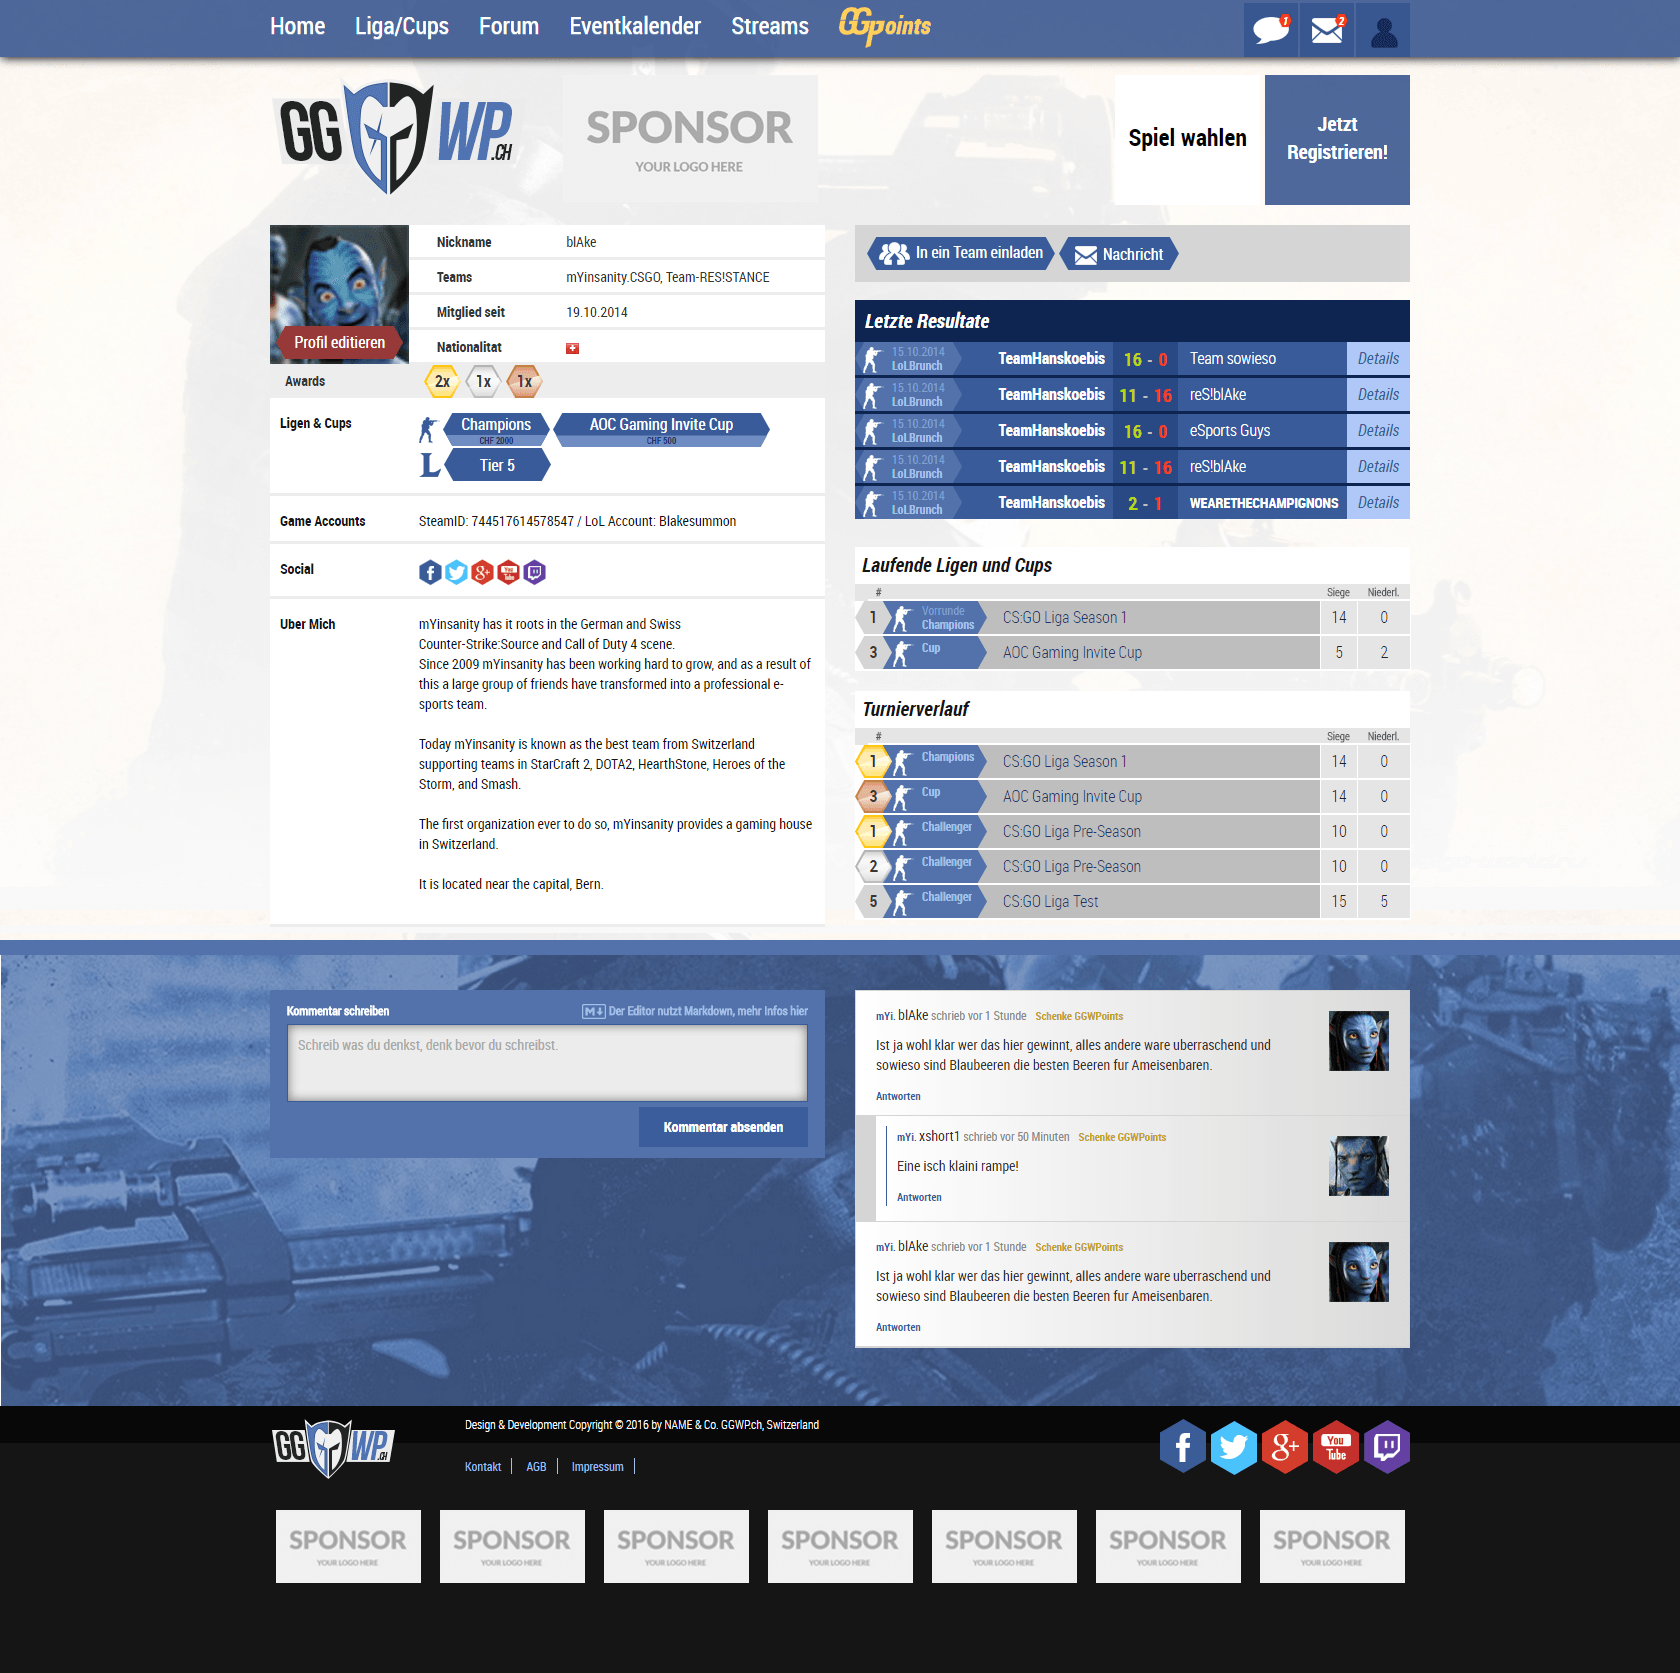 Home Liga/Cups Forum Eventkalender Streams GGpoints 1 2
GG WP.CH
SPONSOR
YOUR LOGO HERE
Spiel wahlen
Jetzt
Registrieren!
Profil editieren
Nickname blAke
Teams mYinsanity.CSGO, Team-RES!STANCE
Mitglied seit 19.10.2014
Nationalitat
Awards 2x 1x 1x
Ligen & Cups
Champions
CHF 2000
AOC Gaming Invite Cup
CHF 500
L Tier 5
Game Accounts SteamID: 744517614578547 / LoL Account: Blakesummon
Social f g+ You Tube
Uber Mich
mYinsanity has it roots in the German and Swiss
Counter-Strike:Source and Call of Duty 4 scene.
Since 2009 mYinsanity has been working hard to grow, and as a result of
this a large group of friends have transformed into a professional e-
sports team.
Today mYinsanity is known as the best team from Switzerland
supporting teams in StarCraft 2, DOTA2, HearthStone, Heroes of the
Storm, and Smash.
The first organization ever to do so, mYinsanity provides a gaming house
in Switzerland.
It is located near the capital, Bern.
In ein Team einladen Nachricht
Letzte Resultate
15.10.2014 LoLBrunch TeamHanskoebis 16 - 0 Team sowieso Details
15.10.2014 LoLBrunch TeamHanskoebis 11 - 16 reS!blAke Details
15.10.2014 LoLBrunch TeamHanskoebis 16 - 0 eSports Guys Details
15.10.2014 LoLBrunch TeamHanskoebis 11 - 16 reS!blAke Details
15.10.2014 LoLBrunch TeamHanskoebis 2 - 1 WEARETHECHAMPIGNONS Details
Laufende Ligen und Cups
# Siege Niederl.
1 Vorrunde Champions CS:GO Liga Season 1 14 0
3 Cup AOC Gaming Invite Cup 5 2
Turnierverlauf
# Siege Niederl.
1 Champions CS:GO Liga Season 1 14 0
3 Cup AOC Gaming Invite Cup 14 0
1 Challenger CS:GO Liga Pre-Season 10 0
2 Challenger CS:GO Liga Pre-Season 10 0
5 Challenger CS:GO Liga Test 15 5
Kommentar schreiben M Der Editor nutzt Markdown, mehr Infos hier
Schreib was du denkst, denk bevor du schreibst.
Kommentar absenden
mYi. blAke schrieb vor 1 Stunde Schenke GGWPoints
Ist ja wohl klar wer das hier gewinnt, alles andere ware uberraschend und
sowieso sind Blaubeeren die besten Beeren fur Ameisenbaren.
Antworten
mYi. xshort1 schrieb vor 50 Minuten Schenke GGWPoints
Eine isch klaini rampe!
Antworten
mYi. blAke schrieb vor 1 Stunde Schenke GGWPoints
Ist ja wohl klar wer das hier gewinnt, alles andere ware uberraschend und
sowieso sind Blaubeeren die besten Beeren fur Ameisenbaren.
Antworten
GG WP.CH
Design & Development Copyright © 2016 by NAME & Co. GGWP.ch, Switzerland
Kontakt AGB Impressum
f g+ You Tube
SPONSOR SPONSOR SPONSOR SPONSOR SPONSOR SPONSOR SPONSOR
YOUR LOGO HERE YOUR LOGO HERE YOUR LOGO HERE YOUR LOGO HERE YOUR LOGO HERE YOUR LOGO HERE YOUR LOGO HERE